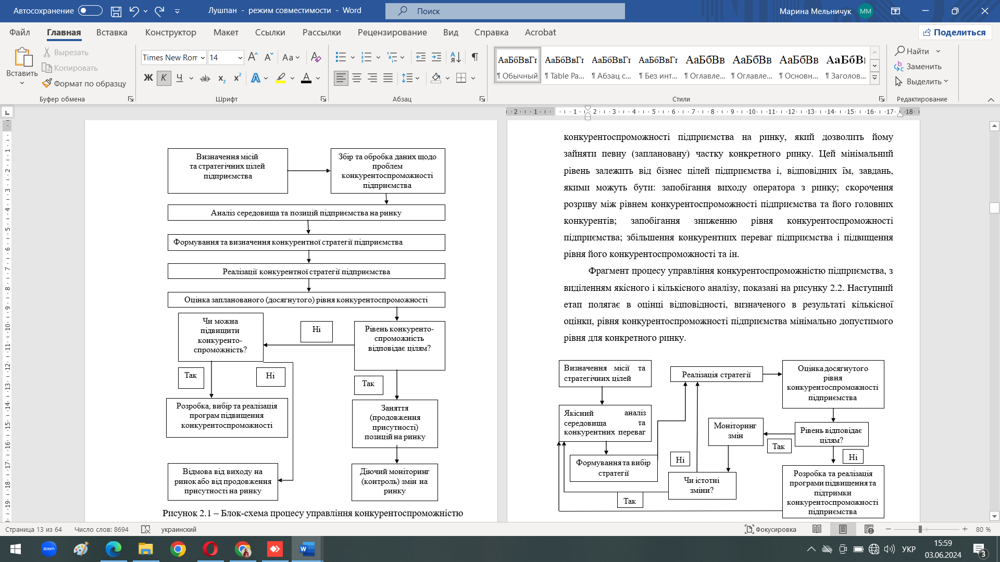 Автосохранение
Лушпан - режим совместимости - Word
Поиск
Марина Мельничук
ММ
Файл
Главная
Вставка
Конструктор
Макет
Ссылки
Рассылки
Рецензирование
Вид
Справка
Acrobat
Поделиться
Вставить
Вырезать
Копировать
Формат по образцу
Буфер обмена
Times New Rom
14
Шрифт
Абзац
АаБбВвГг
АаБбВвГг
АаБбВвГг
АаБбВвГг
АаБбВв
АаБбВв
АаБбВв
АаБбВ
¶ Обычный
¶ Table Pa...
¶ Абзац с...
¶ Без инт...
¶ Оглавле...
¶ Оглавле...
¶ Основн...
¶ Заголов...
Стили
Найти
Заменить
Выделить
Редактирование
Визначення місій
та стратегічних цілей
підприємства
Збір та обробка даних щодо
проблем
конкурентоспроможності
підприємства
Аналіз середовища та позицій підприємства на ринку
Формування та визначення конкурентної стратегії підприємства
Реалізації конкурентної стратегії підприємства
Оцінка запланованого (досягнутого) рівня конкурентоспроможності
Чи можна
підвищити
конкуренто-
спроможність?
Ні
Рівень конкуренто-
спроможність
відповідає цілям?
Так
Ні
Так
Розробка, вибір та реалізація
програм підвищення
конкурентоспроможності
Заняття
(продовження
присутності)
позицій на ринку
Відмова від виходу на
ринок або від продовження
присутності на ринку
Діючий моніторинг
(контроль) змін на
ринку
Рисунок 2.1 – Блок-схема процесу управління конкурентоспроможністю
конкурентоспроможності підприємства на ринку, який дозволить йому
зайняти певну (заплановану) частку конкретного ринку. Цей мінімальний
рівень залежить від бізнес цілей підприємства і, відповідних їм, завдань,
якими можуть бути: запобігання виходу оператора з ринку; скорочення
розриву між рівнем конкурентоспроможності підприємства та його головних
конкурентів; запобігання зниженню рівня конкурентоспроможності
підприємства; збільшення конкурентних переваг підприємства і підвищення
рівня його конкурентоспроможності та ін.
Фрагмент процесу управління конкурентоспроможністю підприємства, з
виділенням якісного і кількісного аналізу, показані на рисунку 2.2. Наступний
етап полягає в оцінці відповідності, визначеного в результаті кількісної
оцінки, рівня конкурентоспроможності підприємства мінімально допустимого
рівня для конкретного ринку.
Визначення місії та
стратегічних цілей
Реалізація стратегії
Оцінка досягнутого
рівня
конкурентоспроможності
підприємства
Якісний аналіз
середовища та
конкурентних переваг
Моніторинг
змін
Рівень відповідає
цілям?
Так
Ні
Ні
Формування та вибір
стратегії
Чи істотні
зміни?
Розробка та реалізація
програми підвищення та
підтримки
конкурентоспроможності
підприємства
Так
Страница 13 из 64
Число слов: 8694
украинский
Фокусировка
80 %
zoom
УКР
15:59
03.06.2024
3